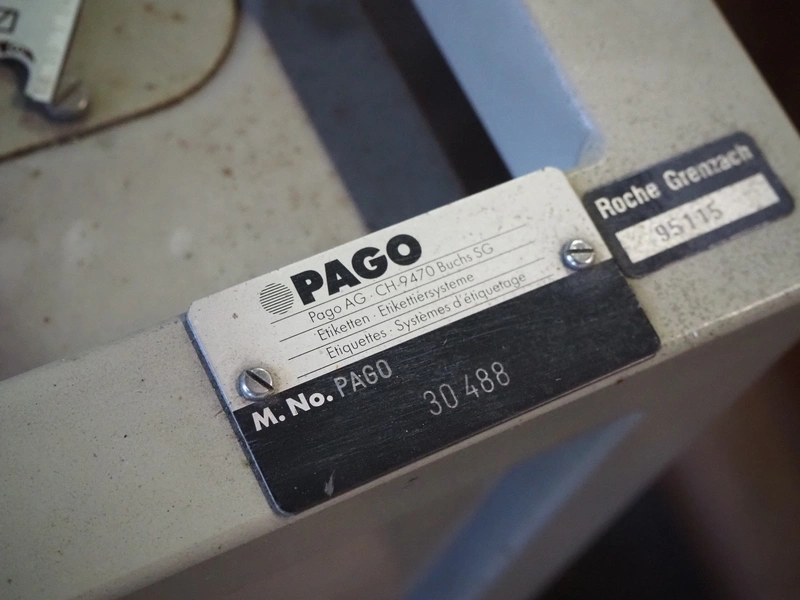 PAGO
Pago AG · CH-9470 Buchs SG
Etiketten · Etikettiersysteme
Etiquettes · Systèmes d'étiquetage
M. No. PAGO 30 488
Roche Grenzach
95115